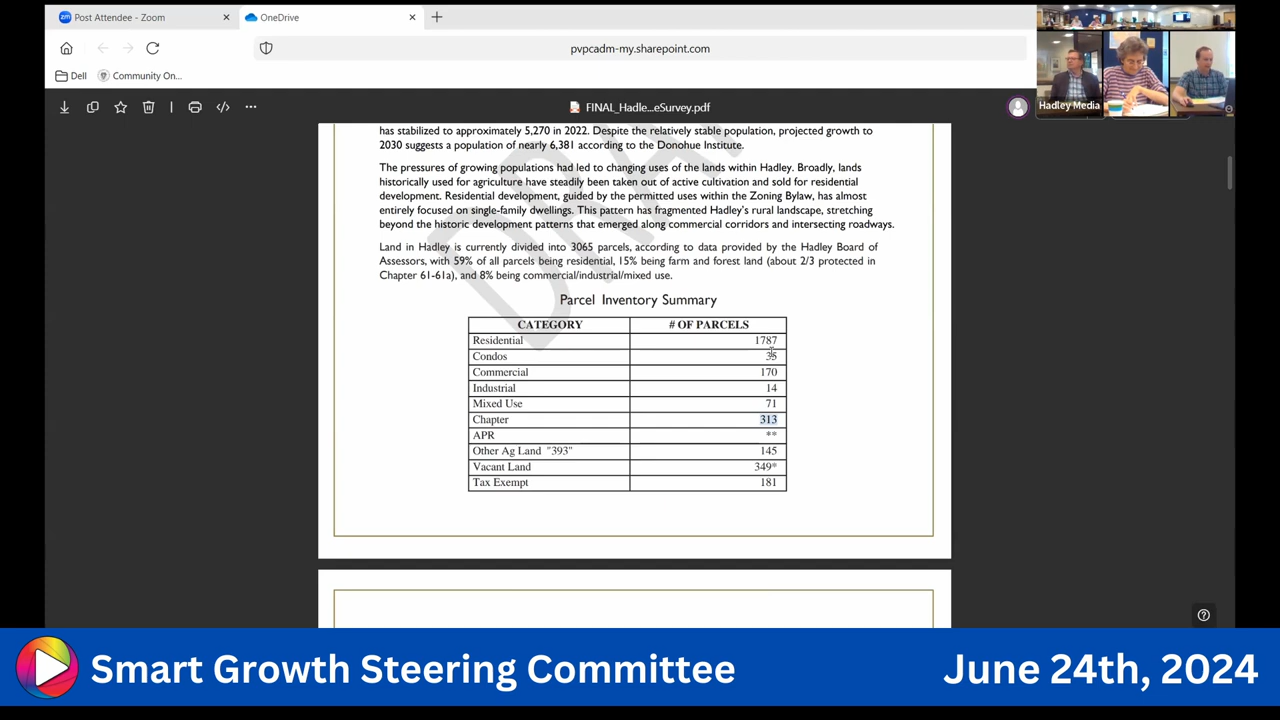 Post Attendee - Zoom
OneDrive
pvpcadm-my.sharepoint.com
Dell
Community On...
FINAL_Hadle...eSurvey.pdf
Hadley Media
has stabilized to approximately 5,270 in 2022. Despite the relatively stable population, projected growth to
2030 suggests a population of nearly 6,381 according to the Donohue Institute.
The pressures of growing populations had led to changing uses of the lands within Hadley. Broadly, lands
historically used for agriculture have steadily been taken out of active cultivation and sold for residential
development. Residential development, guided by the permitted uses within the Zoning Bylaw, has almost
entirely focused on single-family dwellings. This pattern has fragmented Hadley's rural landscape, stretching
beyond the historic development patterns that emerged along commercial corridors and intersecting roadways.
Land in Hadley is currently divided into 3065 parcels, according to data provided by the Hadley Board of
Assessors, with 59% of all parcels being residential, 15% being farm and forest land (about 2/3 protected in
Chapter 61-61a), and 8% being commercial/industrial/mixed use.
Parcel Inventory Summary
CATEGORY # OF PARCELS
Residential 1787
Condos 35
Commercial 170
Industrial 14
Mixed Use 71
Chapter 313
APR **
Other Ag Land "393" 145
Vacant Land 349*
Tax Exempt 181
DRA
Smart Growth Steering Committee
June 24th, 2024